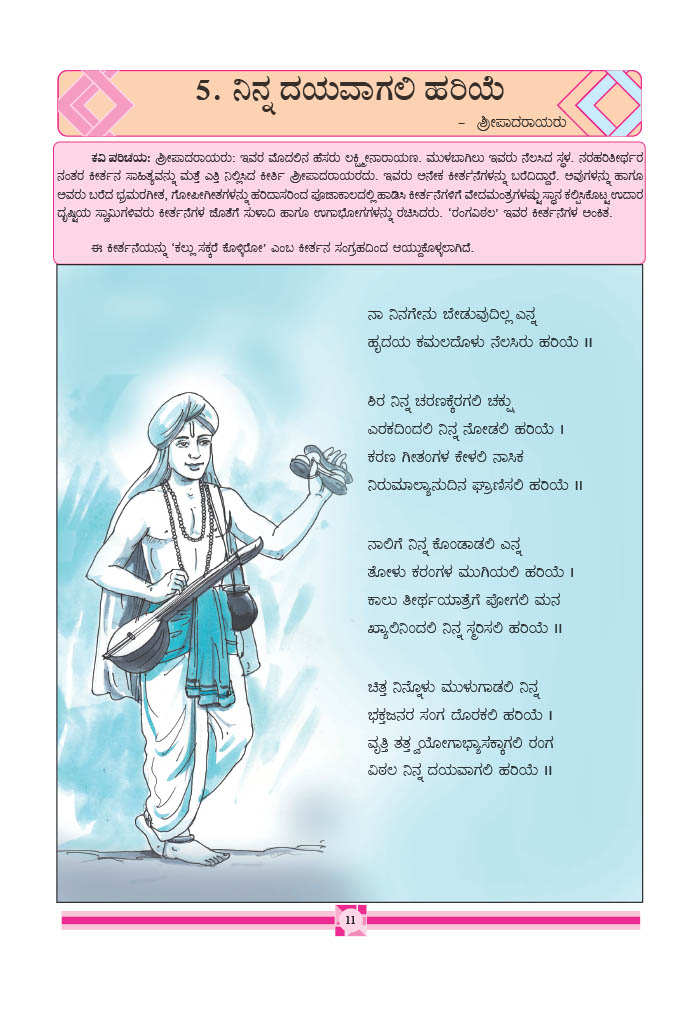 5. ನಿನ್ನ ದಯವಾಗಲಿ ಹರಿಯೆ
– ಶ್ರೀಪಾದರಾಯರು
ಕವಿ ಪರಿಚಯ: ಶ್ರೀಪಾದರಾಯರು: ಇವರ ಮೊದಲಿನ ಹೆಸರು ಲಕ್ಷ್ಮೀನಾರಾಯಣ. ಮುಳಬಾಗಿಲು ಇವರು ನೆಲಸಿದ ಸ್ಥಳ. ನರಹರಿತೀರ್ಥರ
ನಂತರ ಕೀರ್ತನ ಸಾಹಿತ್ಯವನ್ನು ಮತ್ತೆ ಎತ್ತಿ ನಿಲ್ಲಿಸಿದ ಕೀರ್ತಿ ಶ್ರೀಪಾದರಾಯರದು. ಇವರು ಅನೇಕ ಕೀರ್ತನೆಗಳನ್ನು ಬರೆದಿದ್ದಾರೆ. ಅವುಗಳನ್ನು ಹಾಗೂ
ಅವರು ಬರೆದ ಭ್ರಮರಗೀತ, ಗೋಪೀಗೀತಗಳನ್ನು ಹರಿದಾಸರಿಂದ ಪೂಜಾಕಾಲದಲ್ಲಿ ಹಾಡಿಸಿ ಕೀರ್ತನೆಗಳಿಗೆ ವೇದಮಂತ್ರಗಳಷ್ಟು ಸ್ಥಾನ ಕಲ್ಪಿಸಿಕೊಟ್ಟ ಉದಾರ
ದೃಷ್ಟಿಯ ಸ್ವಾಮಿಗಳಿವರು ಕೀರ್ತನೆಗಳ ಜೊತೆಗೆ ಸುಳಾದಿ ಹಾಗೂ ಉಗಾಭೋಗಗಳನ್ನು ರಚಿಸಿದರು. ‘ರಂಗವಿಠಲ’ ಇವರ ಕೀರ್ತನೆಗಳ ಅಂಕಿತ.
ಈ ಕೀರ್ತನೆಯನ್ನು ‘ಕಲ್ಲು ಸಕ್ಕರೆ ಕೊಳ್ಳಿರೋ’ ಎಂಬ ಕೀರ್ತನ ಸಂಗ್ರಹದಿಂದ ಆಯ್ದುಕೊಳ್ಳಲಾಗಿದೆ.
ನಾ ನಿನಗೇನು ಬೇಡುವುದಿಲ್ಲ ಎನ್ನ
ಹೃದಯ ಕಮಲದೊಳು ನೆಲಸಿರು ಹರಿಯೆ ॥
ಶಿರ ನಿನ್ನ ಚರಣಕ್ಕೆರಗಲಿ ಚಕ್ಷು
ಎರಕದಿಂದಲಿ ನಿನ್ನ ನೋಡಲಿ ಹರಿಯೆ ।
ಕರಣ ಗೀತಂಗಳ ಕೇಳಲಿ ನಾಸಿಕ
ನಿರುಮಾಲ್ಯಾನುದಿನ ಘ್ರಾಣಿಸಲಿ ಹರಿಯೆ ॥
ನಾಲಿಗೆ ನಿನ್ನ ಕೊಂಡಾಡಲಿ ಎನ್ನ
ತೋಳು ಕರಂಗಳ ಮುಗಿಯಲಿ ಹರಿಯೆ ।
ಕಾಲು ತೀರ್ಥಯಾತ್ರೆಗೆ ಪೋಗಲಿ ಮನ
ಖ್ಯಾಲಿನಿಂದಲಿ ನಿನ್ನ ಸ್ಮರಿಸಲಿ ಹರಿಯೆ ॥
ಚಿತ್ತ ನಿನ್ನೊಳು ಮುಳುಗಾಡಲಿ ನಿನ್ನ
ಭಕ್ತಜನರ ಸಂಗ ದೊರಕಲಿ ಹರಿಯೆ ।
ವೃತ್ತಿ ತತ್ತ್ವಯೋಗಾಭ್ಯಾಸಕ್ಕಾಗಲಿ ರಂಗ
ವಿಠಲ ನಿನ್ನ ದಯವಾಗಲಿ ಹರಿಯೆ ॥
11